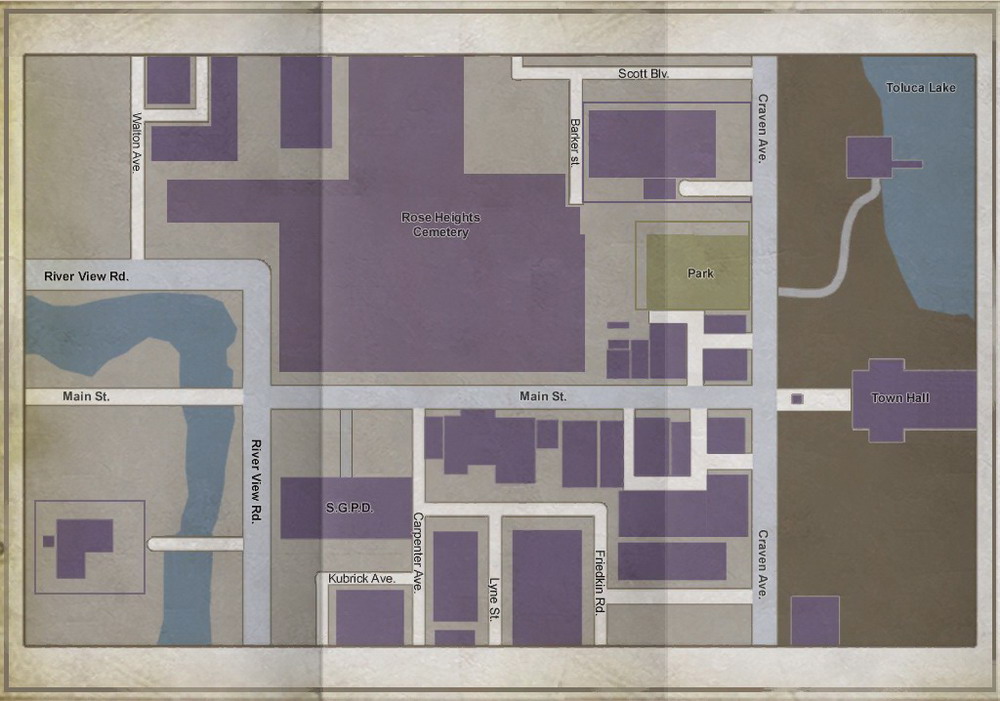 Scott Blv.
Toluca Lake
Walton Ave.
Barker st.
Craven Ave.
Rose Heights
Cemetery
River View Rd.
Park
Main St.
Main St.
Town Hall
River View Rd.
S.G.P.D.
Carpenter Ave.
Kubrick Ave.
Lyne St.
Friedkin Rd.
Craven Ave.